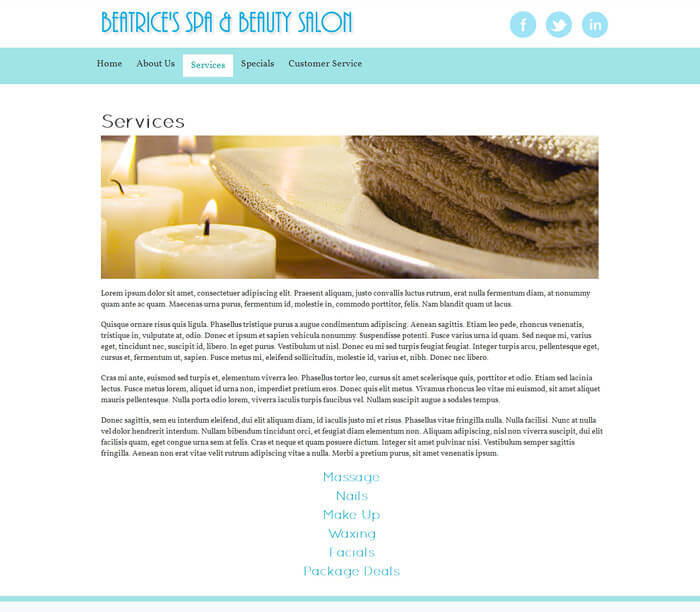 BEATRICE'S SPA & BEAUTY SALON
f
in
Home About Us Services Specials Customer Service
Services
Lorem ipsum dolor sit amet, consectetuer adipiscing elit. Praesent aliquam, justo convallis luctus rutrum, erat nulla fermentum diam, at nonummy
quam ante ac quam. Maecenas urna purus, fermentum id, molestie in, commodo porttitor, felis. Nam blandit quam ut lacus.
Quisque ornare risus quis ligula. Phasellus tristique purus a augue condimentum adipiscing. Aenean sagittis. Etiam leo pede, rhoncus venenatis,
tristique in, vulputate at, odio. Donec et ipsum et sapien vehicula nonummy. Suspendisse potenti. Fusce varius urna id quam. Sed neque mi, varius
eget, tincidunt nec, suscipit id, libero. In eget purus. Vestibulum ut nisl. Donec eu mi sed turpis feugiat feugiat. Integer turpis arcu, pellentesque eget,
cursus et, fermentum ut, sapien. Fusce metus mi, eleifend sollicitudin, molestie id, varius et, nibh. Donec nec libero.
Cras mi ante, euismod sed turpis et, elementum viverra leo. Phasellus tortor leo, cursus sit amet scelerisque quis, porttitor et odio. Etiam sed lacinia
lectus. Fusce metus lorem, aliquet id urna non, imperdiet pretium eros. Donec quis elit metus. Vivamus rhoncus leo vitae mi euismod, sit amet aliquet
mauris pellentesque. Nulla porta odio lorem, viverra iaculis turpis faucibus vel. Nullam suscipit augue a sodales tempus.
Donec sagittis, sem eu interdum eleifend, dui elit aliquam diam, id iaculis justo mi et risus. Phasellus vitae fringilla nulla. Nulla facilisi. Nunc at nulla
vel dolor hendrerit interdum. Nullam bibendum tincidunt orci, et feugiat diam elementum non. Aliquam adipiscing, nisl non viverra suscipit, dui elit
facilisis quam, eget congue urna sem at felis. Cras et neque et quam posuere dictum. Integer sit amet pulvinar nisi. Vestibulum semper sagittis
fringilla. Aenean non erat vitae velit rutrum adipiscing vitae a nulla. Morbi a pretium purus, sit amet venenatis ipsum.
Massage
Nails
Make Up
Waxing
Facials
Package Deals